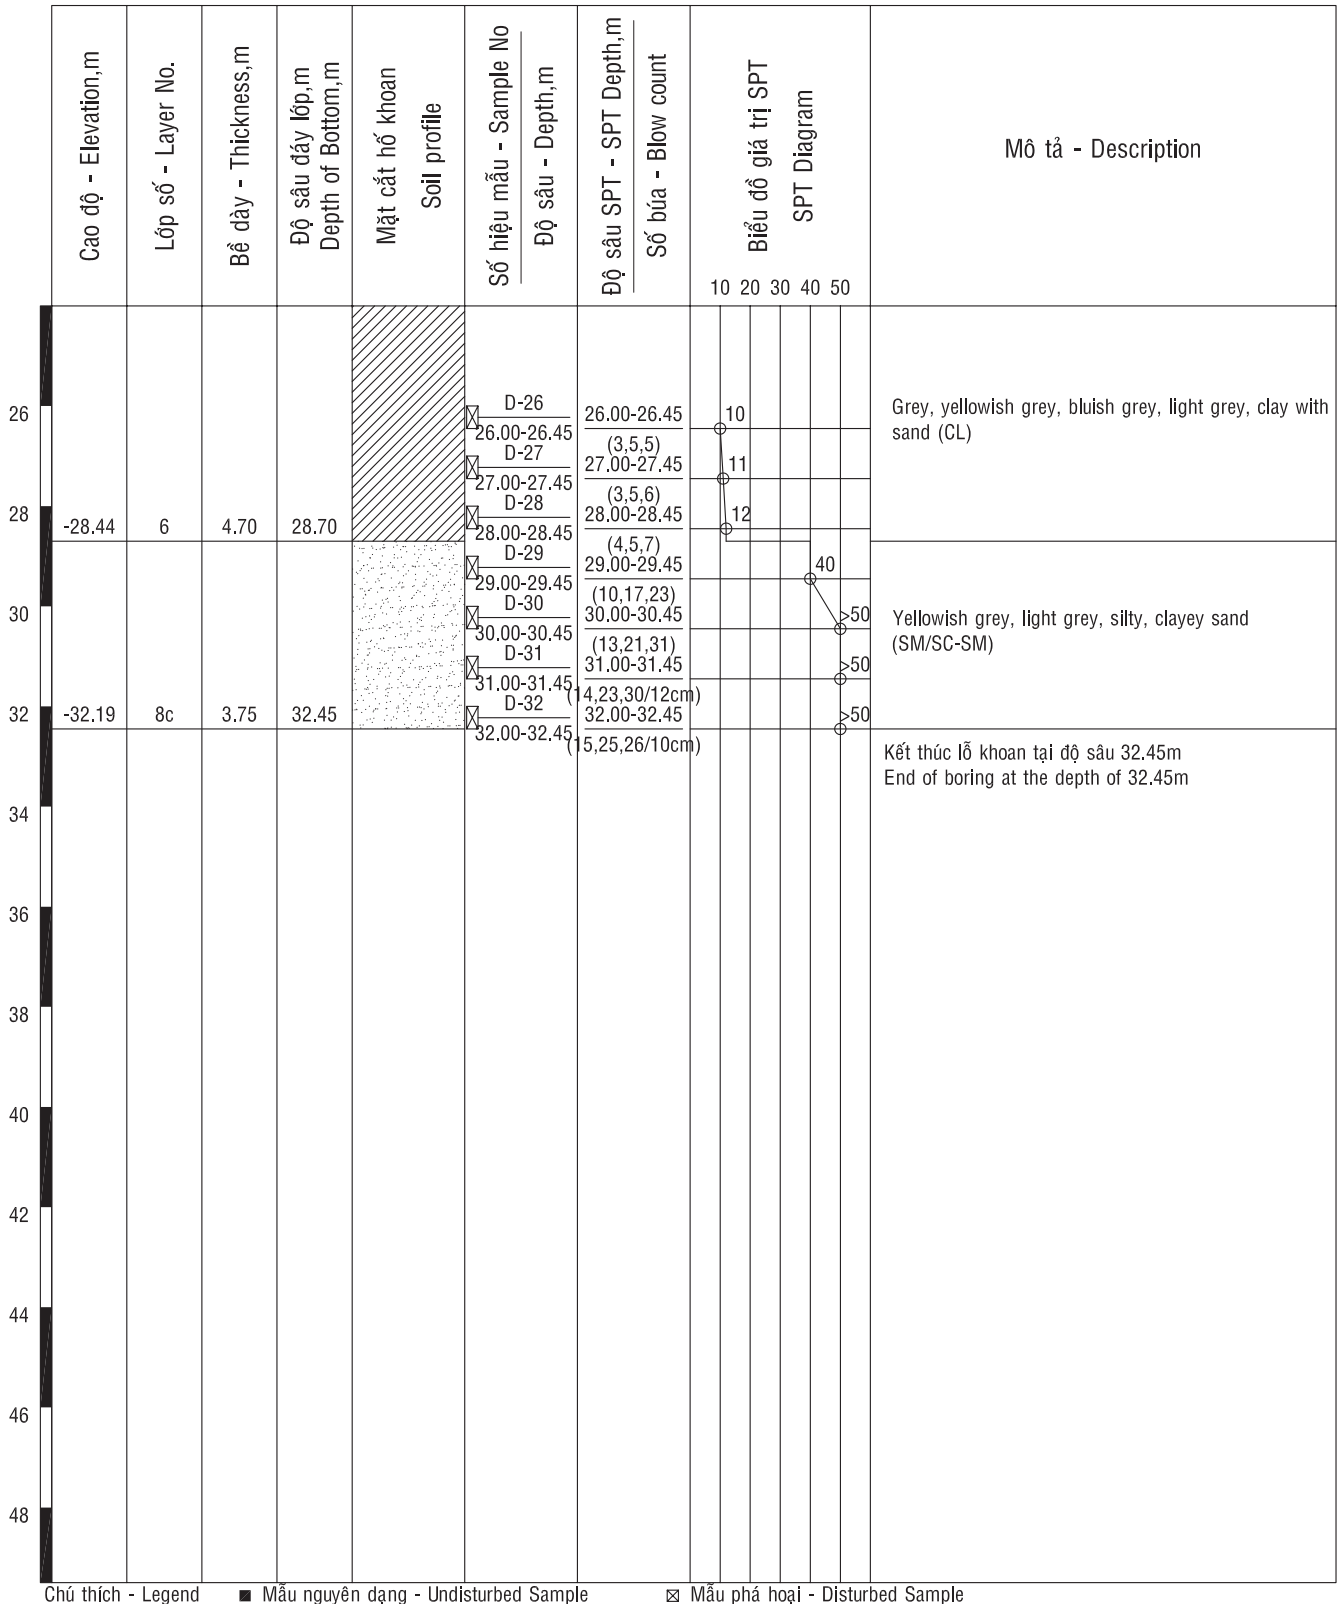 Cao độ - Elevation,m
Lớp số - Layer No.
Bề dày - Thickness,m
Độ sâu đáy lớp,m
Depth of Bottom,m
Mặt cắt hố khoan
Soil profile
Số hiệu mẫu - Sample No
Độ sâu - Depth,m
Độ sâu SPT - SPT Depth,m
Số búa - Blow count
Biểu đồ giá trị SPT
SPT Diagram
10 20 30 40 50
Mô tả - Description
26
D-26
26.00-26.45
26.00-26.45
(3,5,5)
10
Grey, yellowish grey, bluish grey, light grey, clay with
sand (CL)
D-27
27.00-27.45
27.00-27.45
(3,5,6)
11
28
-28.44 6 4.70 28.70
D-28
28.00-28.45
28.00-28.45
(4,5,7)
12
D-29
29.00-29.45
29.00-29.45
(10,17,23)
40
30
D-30
30.00-30.45
30.00-30.45
(13,21,31)
>50
Yellowish grey, light grey, silty, clayey sand
(SM/SC-SM)
D-31
31.00-31.45
31.00-31.45
(14,23,30/12cm)
>50
32
-32.19 8c 3.75 32.45
D-32
32.00-32.45
32.00-32.45
(15,25,26/10cm)
>50
Kết thúc lỗ khoan tại độ sâu 32.45m
End of boring at the depth of 32.45m
34
36
38
40
42
44
46
48
Chú thích - Legend
Mẫu nguyên dạng - Undisturbed Sample
Mẫu phá hoại - Disturbed Sample